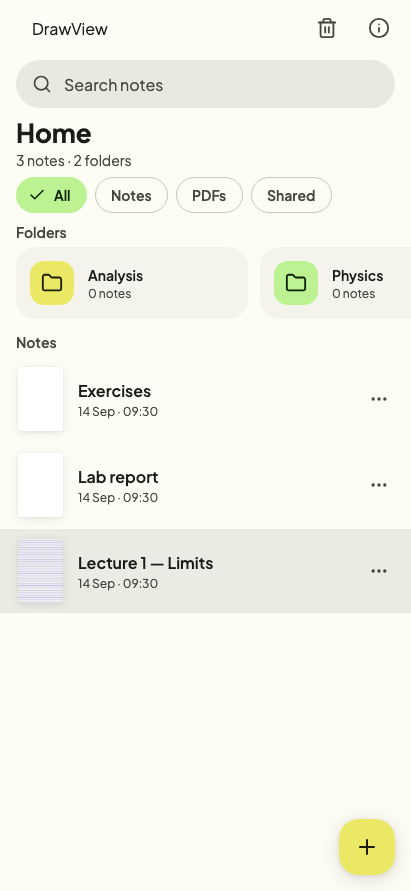 DrawView
Search notes
Home
3 notes · 2 folders
All
Notes
PDFs
Shared
Folders
Analysis
0 notes
Physics
0 notes
Notes
Exercises
14 Sep · 09:30
Lab report
14 Sep · 09:30
Lecture 1 — Limits
14 Sep · 09:30